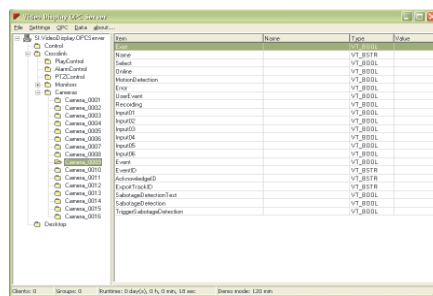 Video Display OPC Server
File Settings OPC Data about...
SI.VideoDisplay.OPCServer
Control
Crosslink
PlayControl
AlarmControl
PTZControl
Monitors
Cameras
Camera_0001
Camera_0002
Camera_0003
Camera_0004
Camera_0005
Camera_0006
Camera_0007
Camera_0008
Camera_0009
Camera_0010
Camera_0011
Camera_0012
Camera_0013
Camera_0014
Camera_0015
Camera_0016
Desktop
Item Name Type Value
Exist VT_BOOL
Name VT_BSTR
Select VT_BOOL
Online VT_BOOL
MotionDetection VT_BOOL
Error VT_BOOL
UserEvent VT_BOOL
Recording VT_BOOL
Input01 VT_BOOL
Input02 VT_BOOL
Input03 VT_BOOL
Input04 VT_BOOL
Input05 VT_BOOL
Input06 VT_BOOL
Event VT_BOOL
EventID VT_BSTR
AcknowledgeID VT_BSTR
ExportTrackID VT_BSTR
SabotageDetectionText VT_BSTR
SabotageDetection VT_BOOL
TriggerSabotageDetection VT_BOOL
Clients: 0 Groups: 0 Runtime: 0 day(s), 0 h, 0 min, 18 sec Demo mode: 120 min